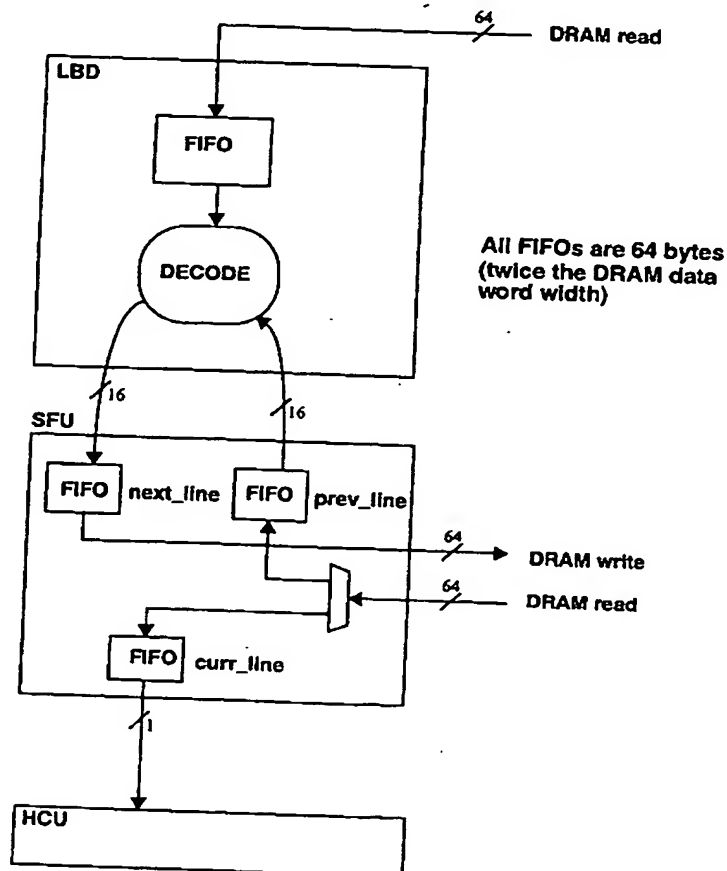 64
DRAM read
LBD
FIFO
DECODE
All FIFOs are 64 bytes
(twice the DRAM data
word width)
16
16
SFU
FIFO
next_line
FIFO
prev_line
64
DRAM write
64
DRAM read
FIFO
curr_line
1
HCU